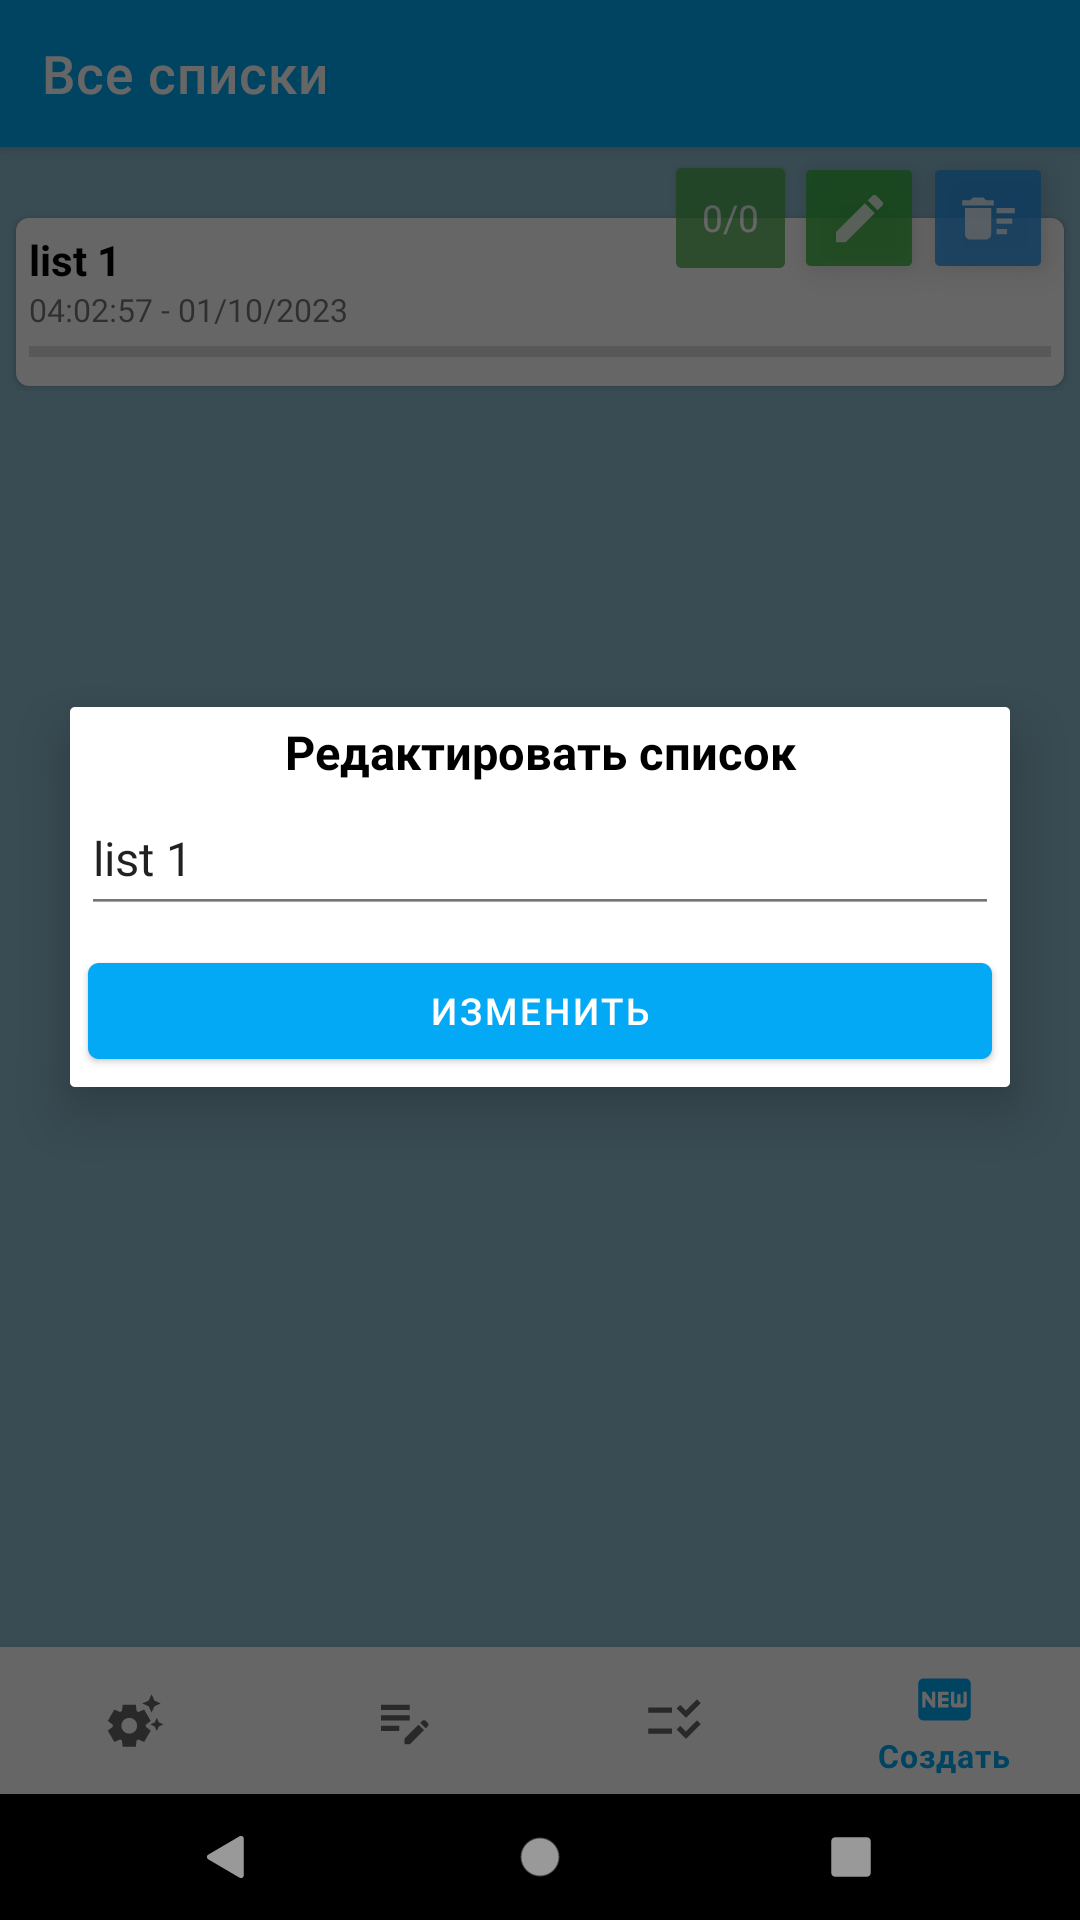 Все списки
0/0
list 1
04:02:57 - 01/10/2023
Редактировать список
list 1
ИЗМЕНИТЬ
NEW
Создать